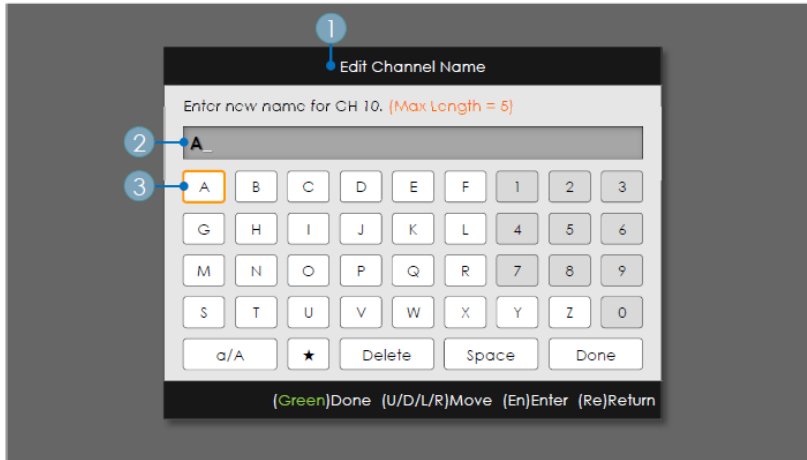 1
Edit Channel Name
Enter new name for CH 10. (Max Length = 5)
2 A_
3 A B C D E F 1 2 3
G H I J K L 4 5 6
M N O P Q R 7 8 9
S T U V W X Y Z 0
a/A ★ Delete Space Done
(Green)Done (U/D/L/R)Move (En)Enter (Re)Return